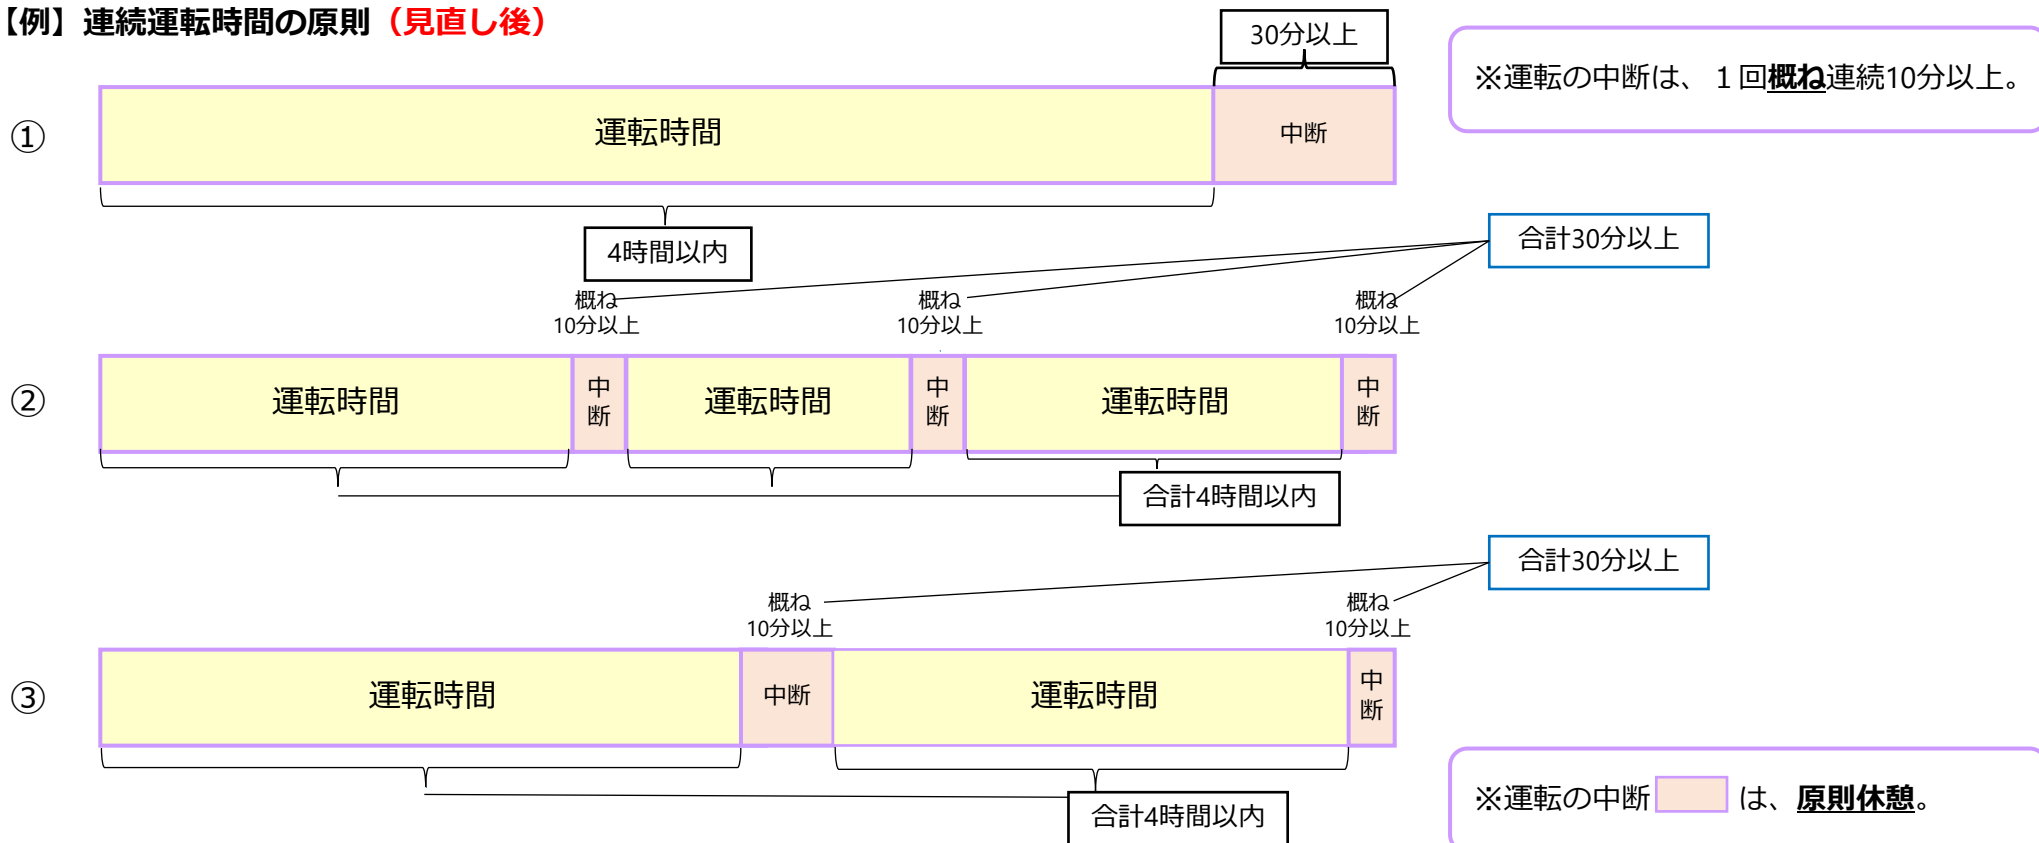 【例】連続運転時間の原則（見直し後）
30分以上
※運転の中断は、１回概ね連続10分以上。
①
運転時間
中断
4時間以内
合計30分以上
概ね
10分以上
概ね
10分以上
概ね
10分以上
②
運転時間
中断
運転時間
中断
運転時間
中断
合計4時間以内
合計30分以上
概ね
10分以上
概ね
10分以上
③
運転時間
中断
運転時間
中断
合計4時間以内
※運転の中断 は、原則休憩。